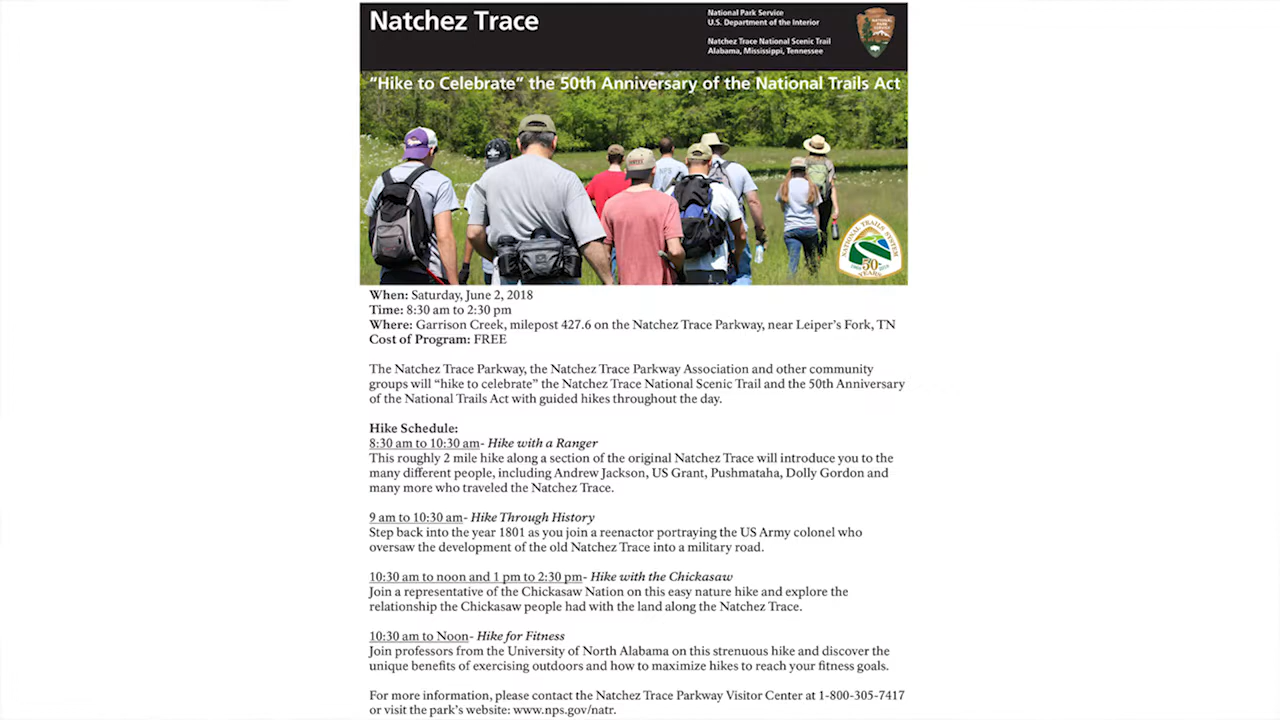 Natchez Trace
National Park Service
U.S. Department of the Interior
Natchez Trace National Scenic Trail
Alabama, Mississippi, Tennessee
NATIONAL
PARK
SERVICE
"Hike to Celebrate" the 50th Anniversary of the National Trails Act
NPS
NATIONAL TRAILS SYSTEM
50
YEARS
When: Saturday, June 2, 2018
Time: 8:30 am to 2:30 pm
Where: Garrison Creek, milepost 427.6 on the Natchez Trace Parkway, near Leiper's Fork, TN
Cost of Program: FREE
The Natchez Trace Parkway, the Natchez Trace Parkway Association and other community
groups will "hike to celebrate" the Natchez Trace National Scenic Trail and the 50th Anniversary
of the National Trails Act with guided hikes throughout the day.
Hike Schedule:
8:30 am to 10:30 am- Hike with a Ranger
This roughly 2 mile hike along a section of the original Natchez Trace will introduce you to the
many different people, including Andrew Jackson, US Grant, Pushmataha, Dolly Gordon and
many more who traveled the Natchez Trace.
9 am to 10:30 am- Hike Through History
Step back into the year 1801 as you join a reenactor portraying the US Army colonel who
oversaw the development of the old Natchez Trace into a military road.
10:30 am to noon and 1 pm to 2:30 pm- Hike with the Chickasaw
Join a representative of the Chickasaw Nation on this easy nature hike and explore the
relationship the Chickasaw people had with the land along the Natchez Trace.
10:30 am to Noon- Hike for Fitness
Join professors from the University of North Alabama on this strenuous hike and discover the
unique benefits of exercising outdoors and how to maximize hikes to reach your fitness goals.
For more information, please contact the Natchez Trace Parkway Visitor Center at 1-800-305-7417
or visit the park's website: www.nps.gov/natr.